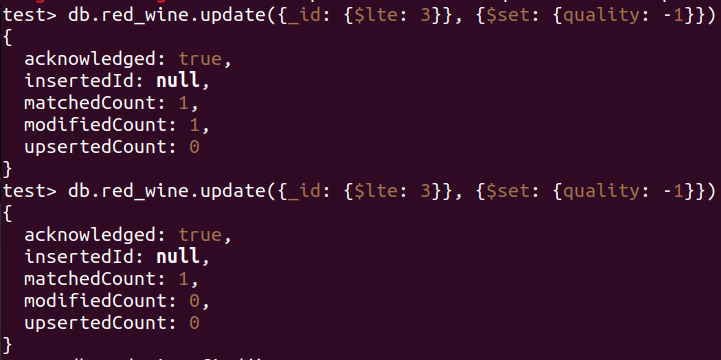 test> db.red_wine.update({_id: {$lte: 3}}, {$set: {quality: -1}})
{
  acknowledged: true,
  insertedId: null,
  matchedCount: 1,
  modifiedCount: 1,
  upsertedCount: 0
}
test> db.red_wine.update({_id: {$lte: 3}}, {$set: {quality: -1}})
{
  acknowledged: true,
  insertedId: null,
  matchedCount: 1,
  modifiedCount: 0,
  upsertedCount: 0
}